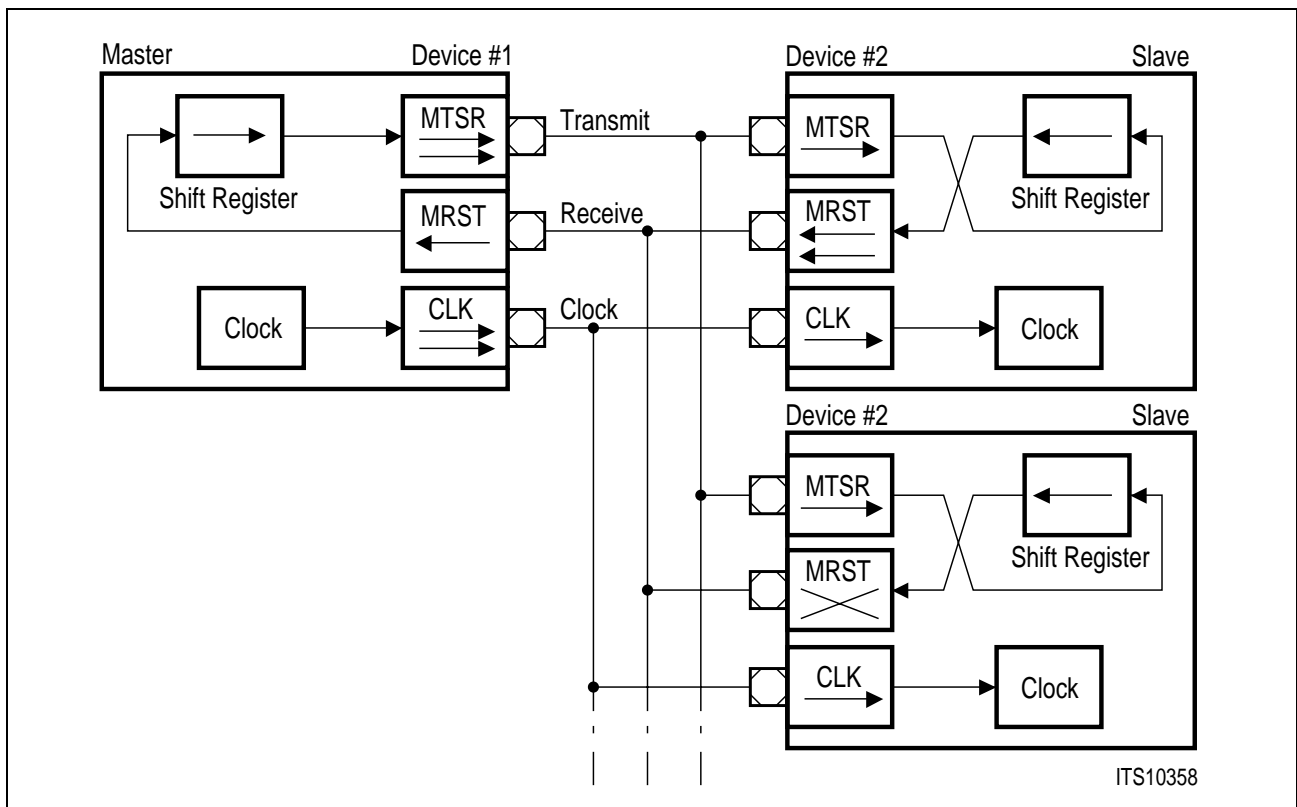 Master
Device #1
MTSR
Shift Register
MRST
Clock
CLK
Transmit
Receive
Clock
Device #2
Slave
MTSR
Shift Register
MRST
CLK
Clock
Device #2
Slave
MTSR
Shift Register
MRST
CLK
Clock
ITS10358